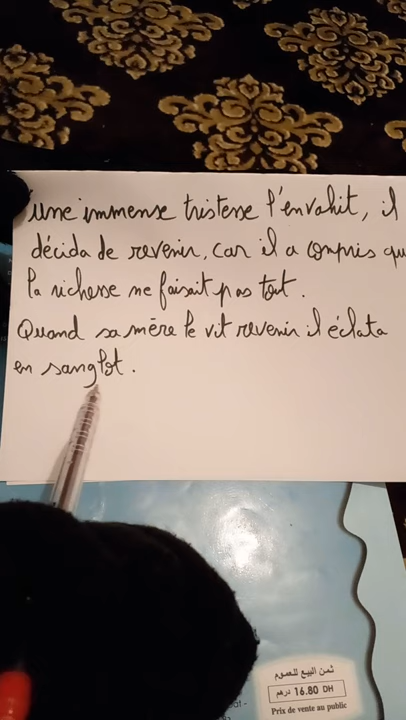 une immense tristesse l'envahit, il
décida de revenir, car il a compris qu
la richesse ne faisait pas tout.
Quand sa mère le vit revenir il éclata
en sanglot.
ثمن البيع للعموم
16.80 DH درهم
Prix de vente au public